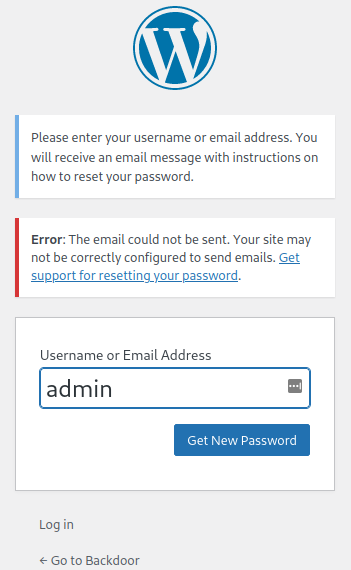 Please enter your username or email address. You
will receive an email message with instructions on
how to reset your password.
Error: The email could not be sent. Your site may
not be correctly configured to send emails. Get
support for resetting your password.
Username or Email Address
admin
Get New Password
Log in
← Go to Backdoor